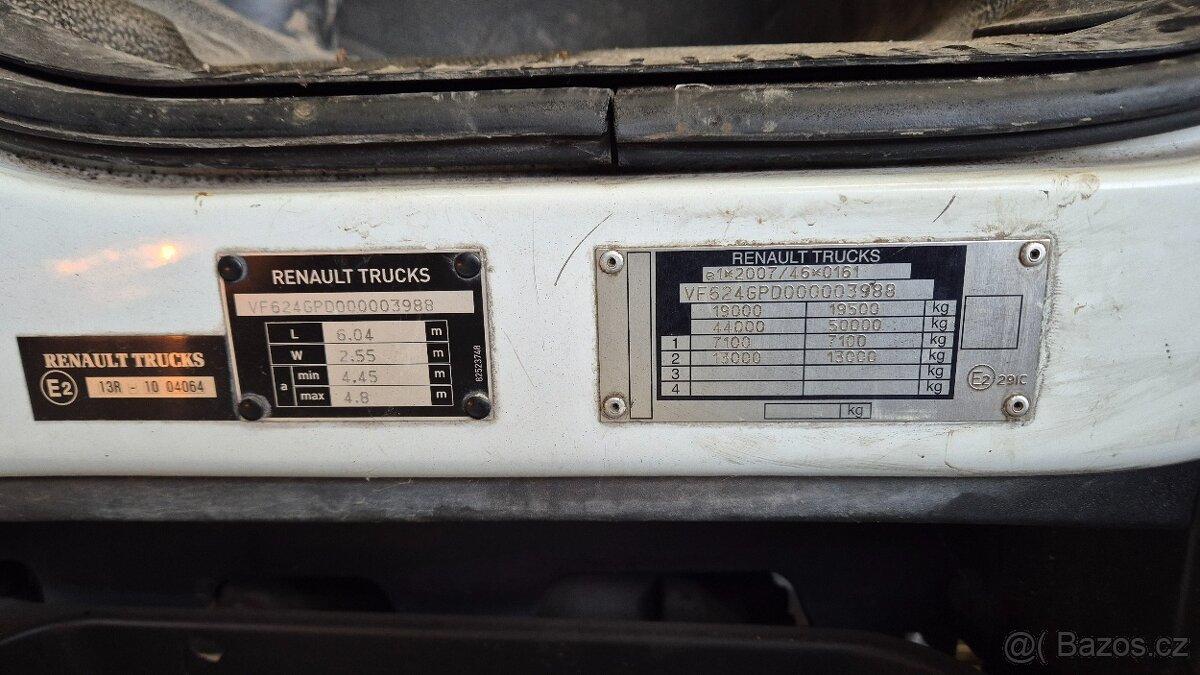 RENAULT TRUCKS
E2 13R - 10 04064
RENAULT TRUCKS
VF624GPD000003988
L 6.04 m
W 2.55 m
a min 4.45 m
max 4.8 m
82523748
RENAULT TRUCKS
e1*2007/46*0161
VF624GPD000003988
19000 19500 kg
44000 50000 kg
1 7100 7100 kg
2 13000 13000 kg
3 kg
4 kg
kg
E2 29IC
@ Bazos.cz